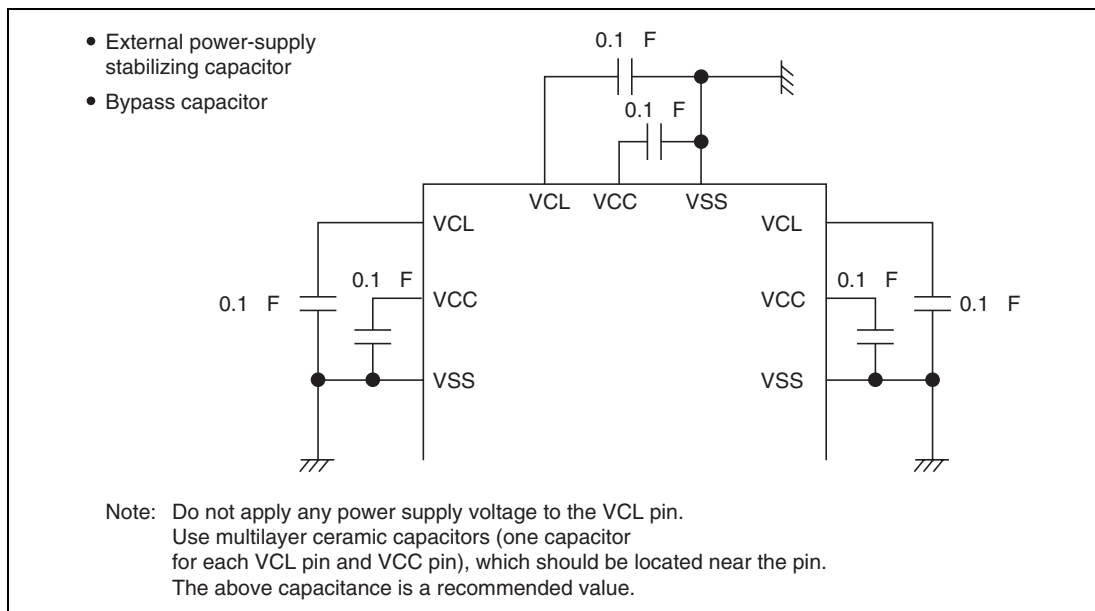 • External power-supply
stabilizing capacitor
• Bypass capacitor
0.1 F
0.1 F
VCL VCC VSS
VCL
VCL
0.1 F
VCC
0.1 F
VCC
0.1 F
0.1 F
VSS
VSS
Note: Do not apply any power supply voltage to the VCL pin.
Use multilayer ceramic capacitors (one capacitor
for each VCL pin and VCC pin), which should be located near the pin.
The above capacitance is a recommended value.